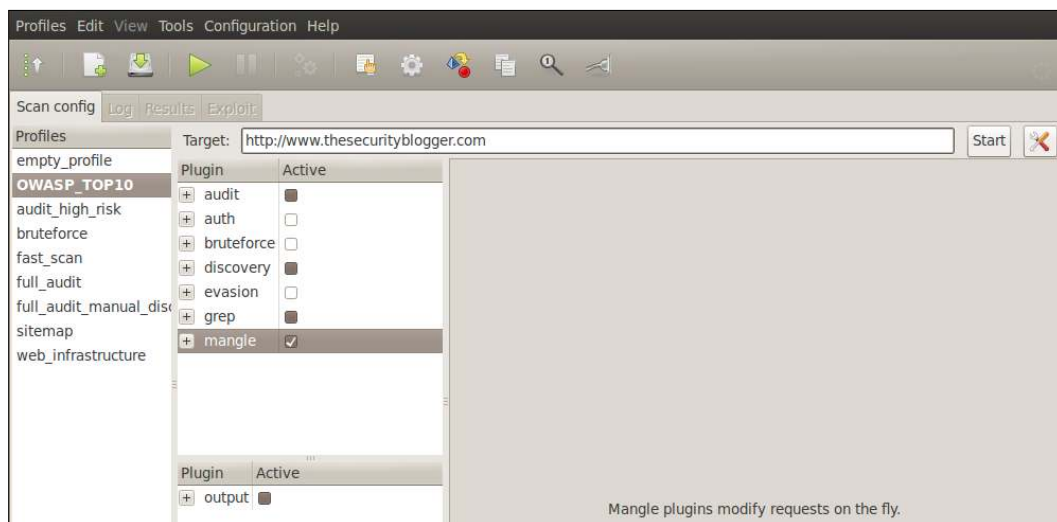 Profiles Edit View Tools Configuration Help
Scan config Log Results Exploit
Profiles
empty_profile
OWASP_TOP10
audit_high_risk
bruteforce
fast_scan
full_audit
full_audit_manual_disc
sitemap
web_infrastructure
Target: http://www.thesecurityblogger.com Start
Plugin Active
audit
auth
bruteforce
discovery
evasion
grep
mangle
Plugin Active
output
Mangle plugins modify requests on the fly.